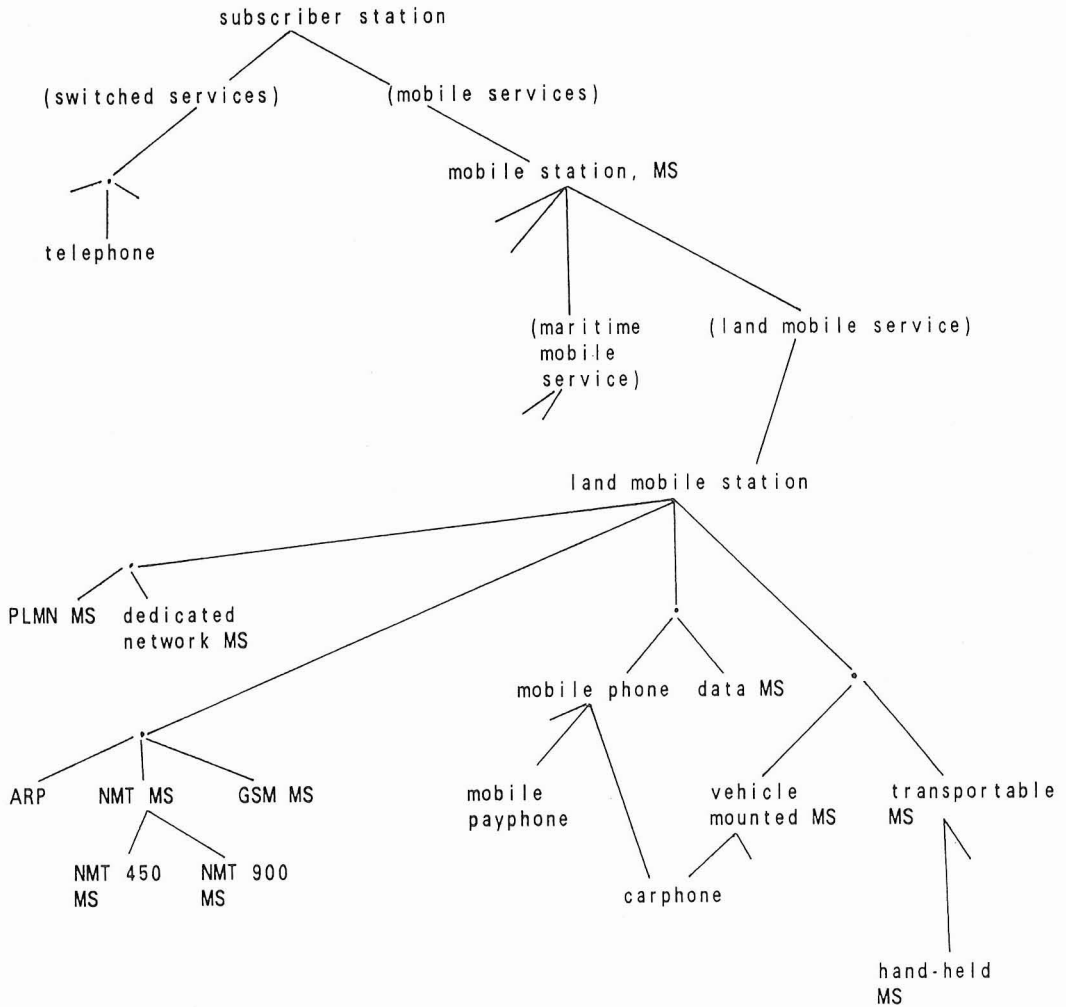 subscriber station
(switched services)
(mobile services)
mobile station, MS
telephone
(maritime
mobile
service)
(land mobile service)
land mobile station
PLMN MS
dedicated
network MS
mobile phone
data MS
ARP
NMT MS
GSM MS
mobile
payphone
vehicle
mounted MS
transportable
MS
NMT 450
MS
NMT 900
MS
carphone
hand-held
MS